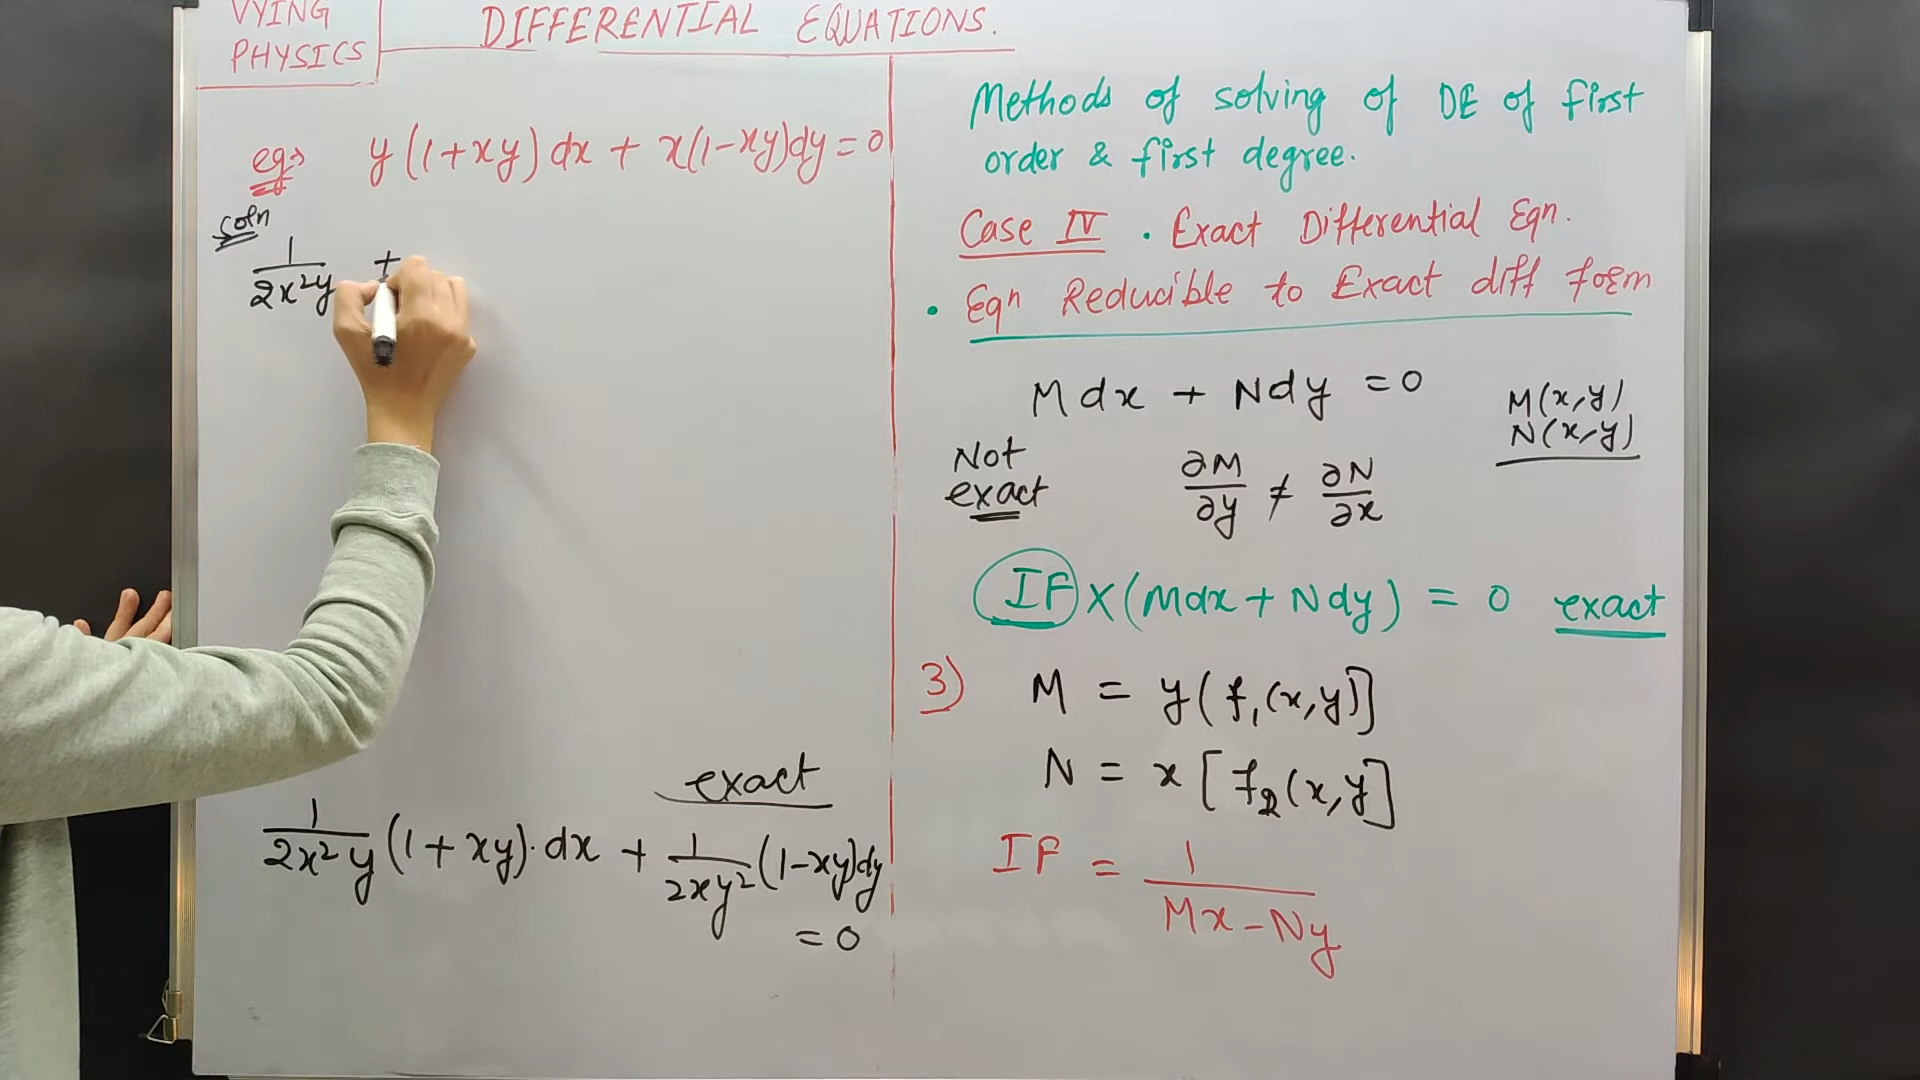 VYING
PHYSICS
DIFFERENTIAL EQUATIONS.
eg:→ y(1+xy)dx + x(1-xy)dy=0
soln
1/2x²y +
exact
1/2x²y (1+xy)·dx + 1/2xy² (1-xy)dy
= 0
Methods of solving of DE of first
order & first degree.
Case IV . Exact Differential Eqn.
• Eqn Reducible to Exact diff form
Mdx + Ndy = 0
M(x,y)
N(x,y)
Not
exact
∂M/∂y ≠ ∂N/∂x
IF X (Mdx + Ndy) = 0 exact
3) M = y(f₁(x,y)]
N = x[f₂(x,y]
IF = 1/Mx-Ny